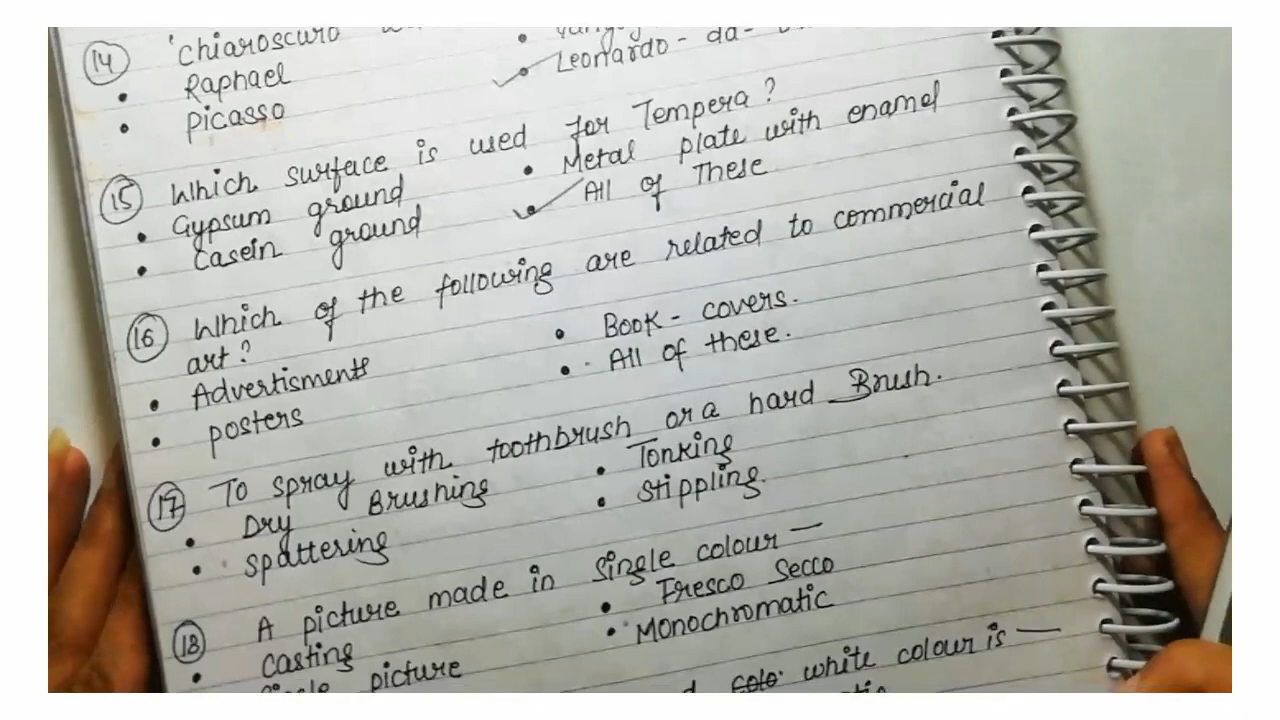 14 'Chiaroscuro
• Raphael
• Picasso
• Leonardo - da-
15 Which surface is used for Tempera?
• Gypsum ground • Metal plate with enamel
• Casein ground All of These
16 Which of the following are related to commercial
art?
• Advertisments • Book - covers.
• posters • All of these.
17 To spray with toothbrush or a hard Brush.
• Dry Brushing • Tonking
• spattering • stippling.
18 A picture made in single colour —
• Casting • Fresco Secco
picture • Monochromatic
white colour is —